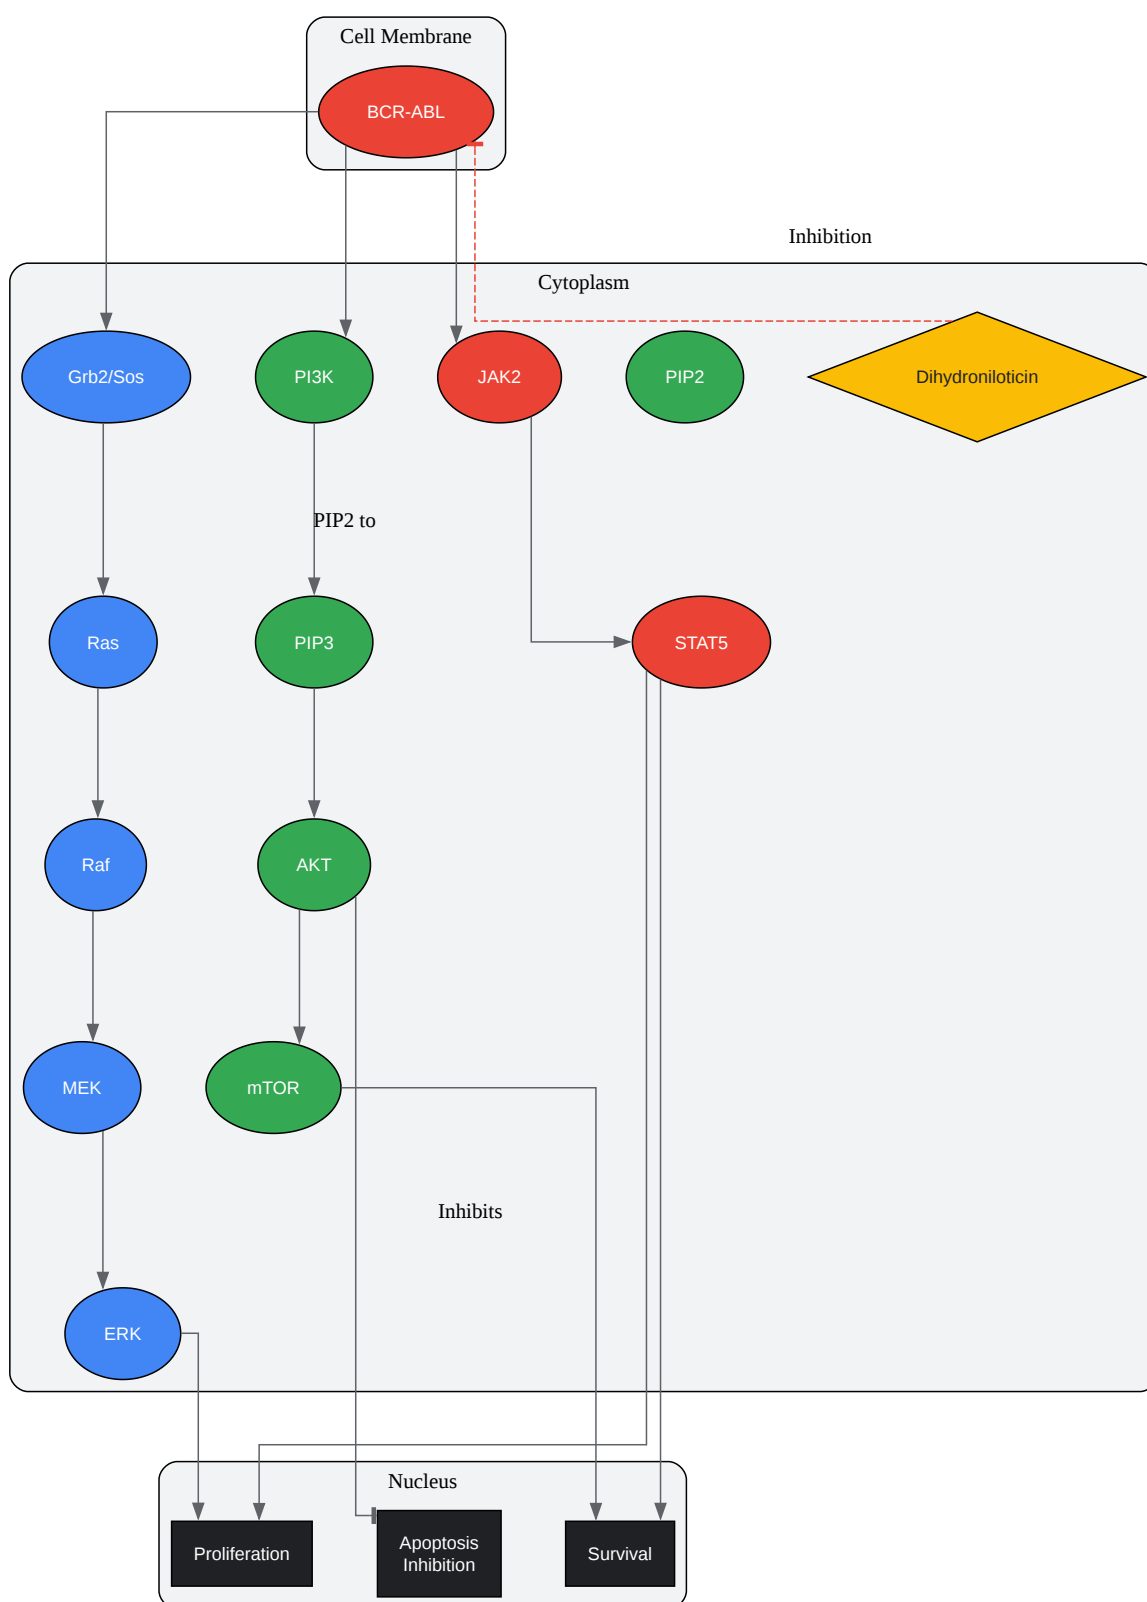 Cell Membrane
BCR-ABL
Inhibition
Cytoplasm
Grb2/Sos
PI3K
JAK2
PIP2
Dihydroniloticin
PIP2 to
Ras
PIP3
STAT5
Raf
AKT
MEK
mTOR
Inhibits
ERK
Nucleus
Proliferation
Apoptosis
Inhibition
Survival